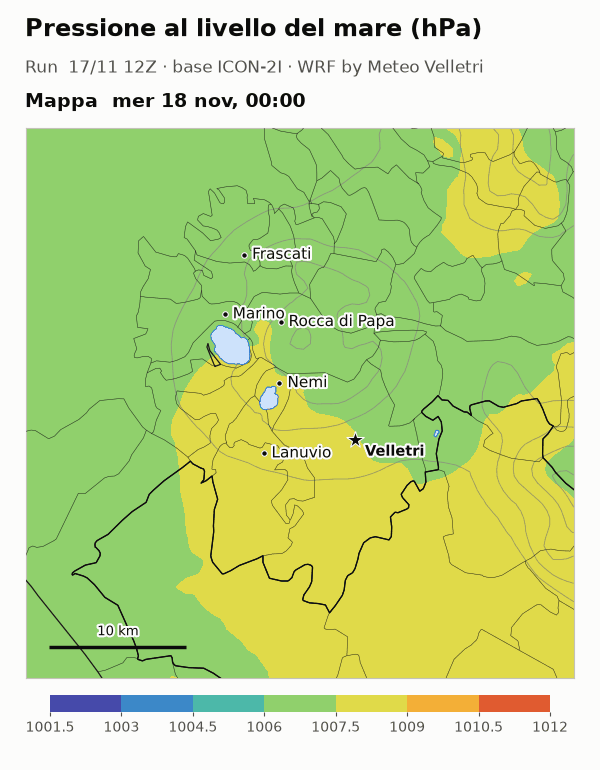 Pressione al livello del mare (hPa)
Run  17/11 12Z · base ICON-2I · WRF by Meteo Velletri
Mappa  mer 18 nov, 00:00
Frascati
Marino
Rocca di Papa
Nemi
Velletri
Lanuvio
10 km
1001.5 1003 1004.5 1006 1007.5 1009 1010.5 1012